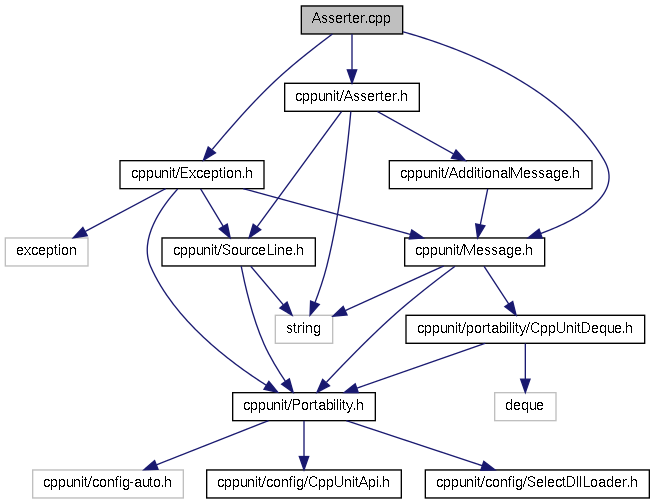 Asserter.cpp
cppunit/Asserter.h
cppunit/Exception.h
cppunit/AdditionalMessage.h
exception
cppunit/SourceLine.h
cppunit/Message.h
string
cppunit/portability/CppUnitDeque.h
cppunit/Portability.h
deque
cppunit/config-auto.h
cppunit/config/CppUnitApi.h
cppunit/config/SelectDllLoader.h